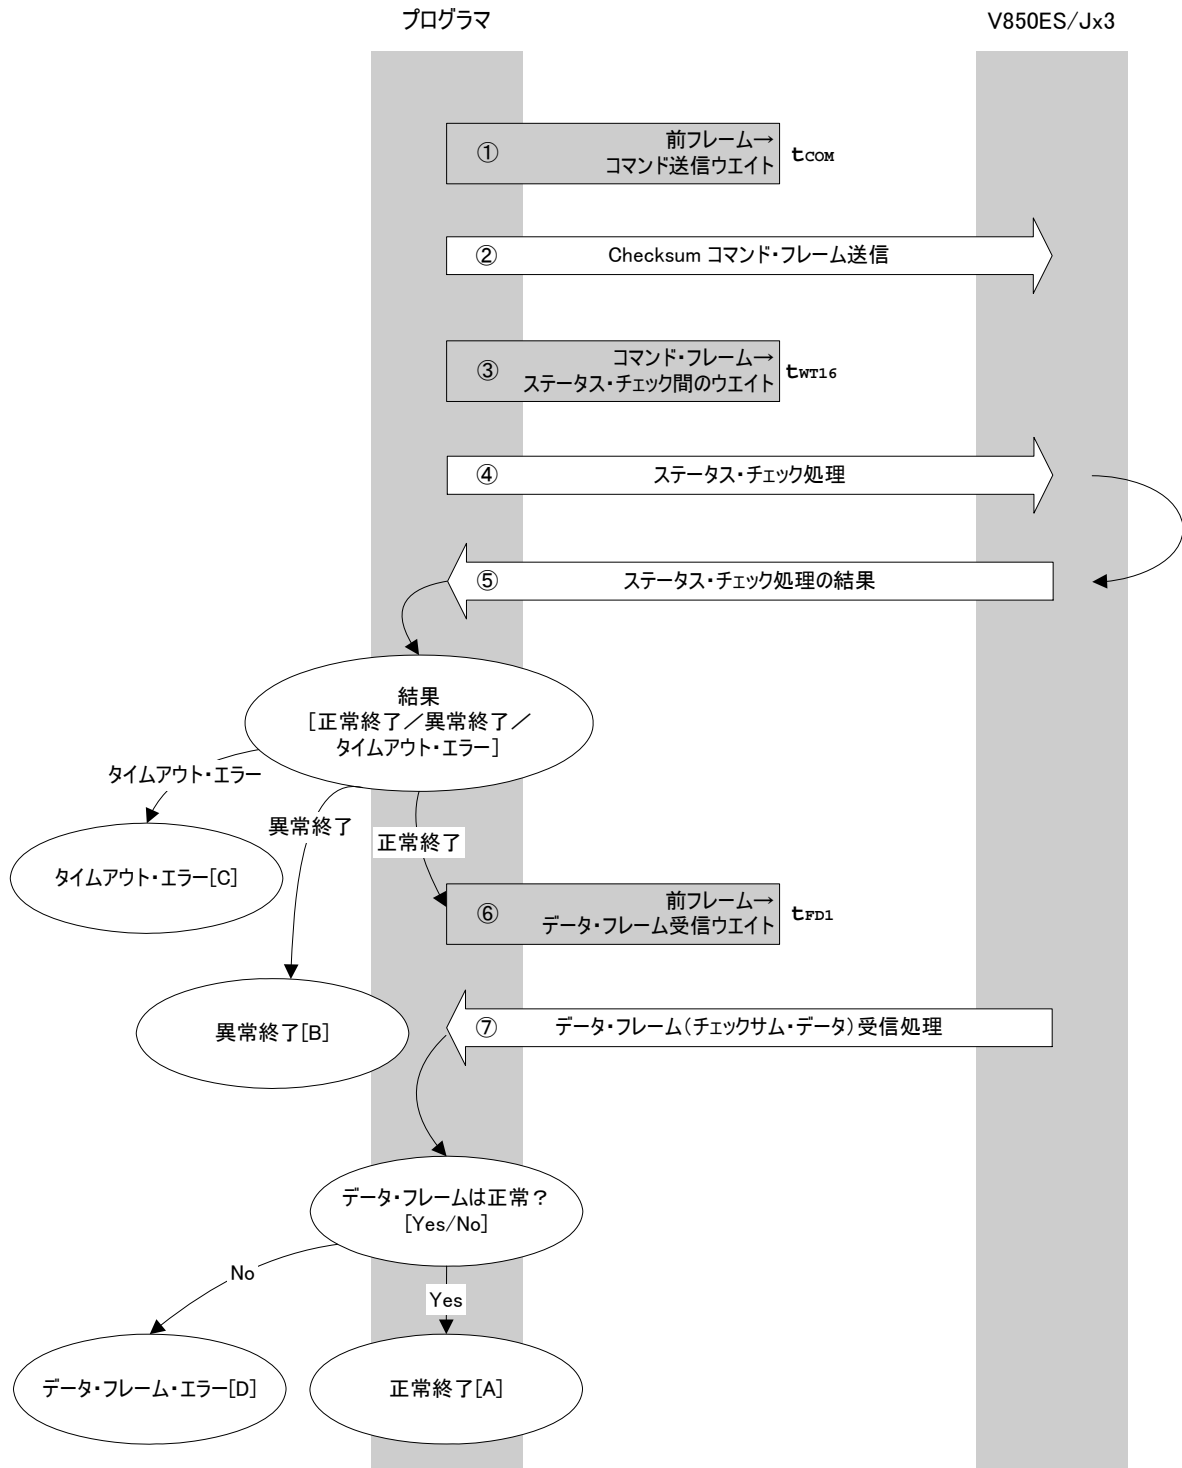 プログラマ
V850ES/Jx3
①
前フレーム→
コマンド送信ウエイト
tCOM
②
Checksum コマンド・フレーム送信
③
コマンド・フレーム→
ステータス・チェック間のウエイト
tWT16
④
ステータス・チェック処理
⑤
ステータス・チェック処理の結果
結果
[正常終了／異常終了／
タイムアウト・エラー]
タイムアウト・エラー
異常終了
正常終了
タイムアウト・エラー[C]
⑥
前フレーム→
データ・フレーム受信ウエイト
tFD1
異常終了[B]
⑦
データ・フレーム(チェックサム・データ)受信処理
データ・フレームは正常？
[Yes/No]
No
Yes
データ・フレーム・エラー[D]
正常終了[A]